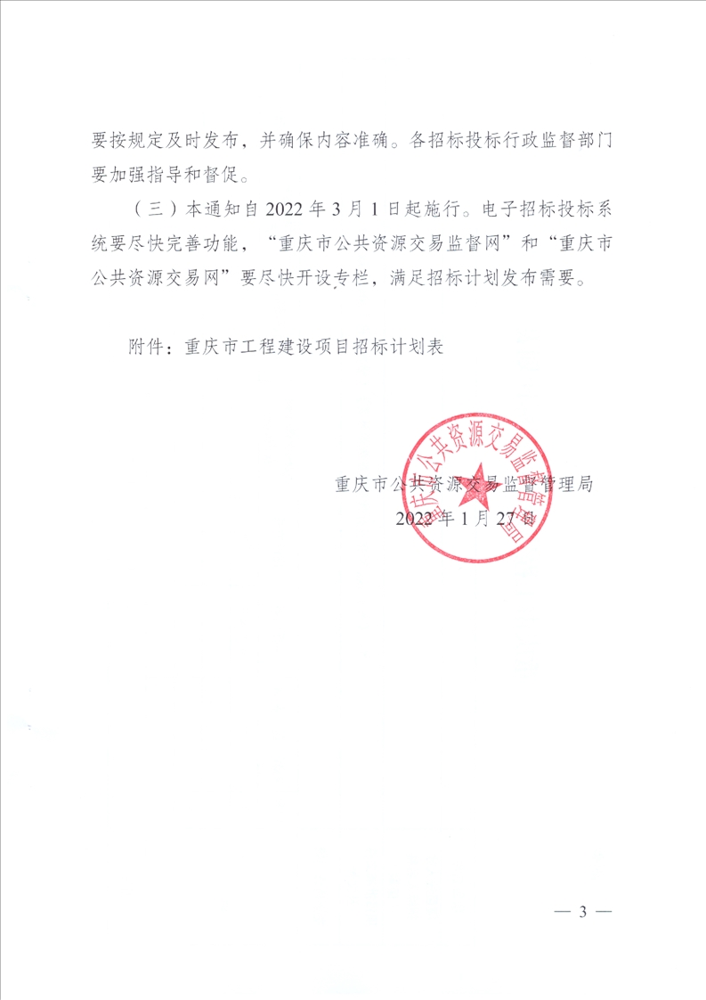 要按规定及时发布，并确保内容准确。各招标投标行政监督部门
要加强指导和督促。
（三）本通知自 2022 年 3 月 1 日起施行。电子招标投标系
统要尽快完善功能，“重庆市公共资源交易监督网”和“重庆市
公共资源交易网”要尽快开设专栏，满足招标计划发布需要。
附件：重庆市工程建设项目招标计划表
重庆市公共资源交易监督管理局
重庆市公共资源交易监督管理局
2022 年 1 月 27 日
— 3 —